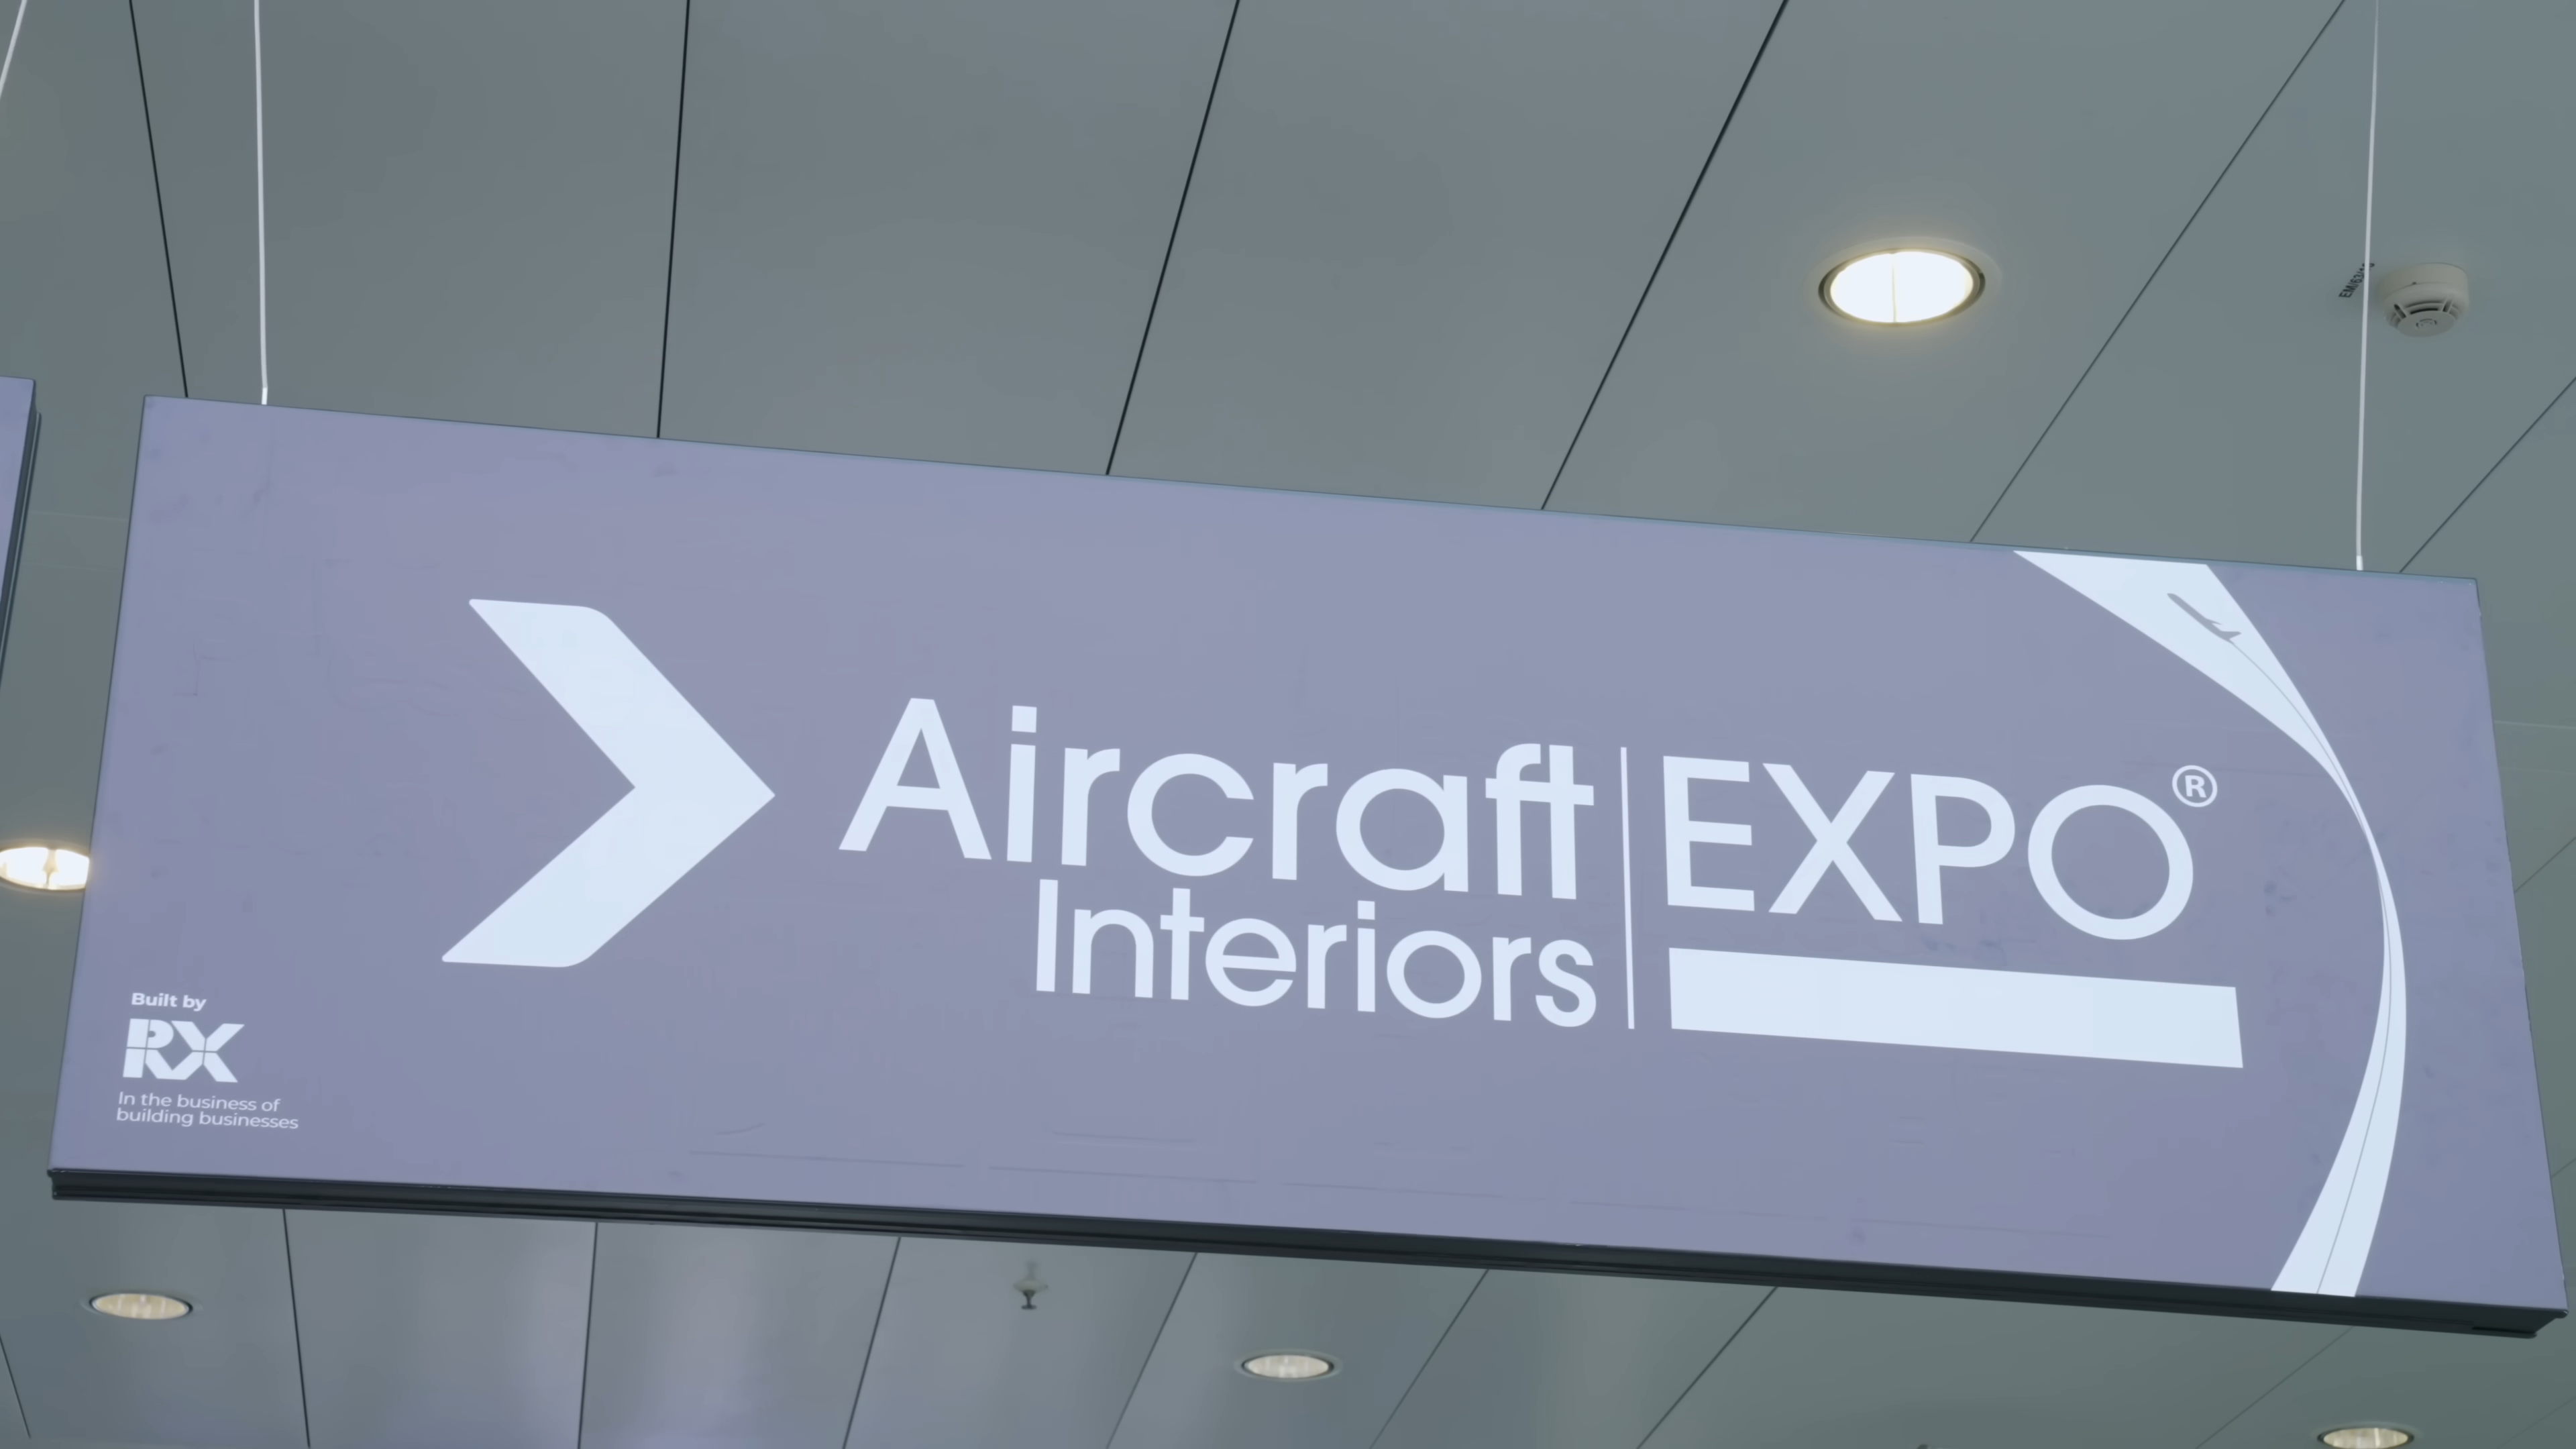 Aircraft
Interiors
EXPO®
Built by
RX
In the business of
building businesses